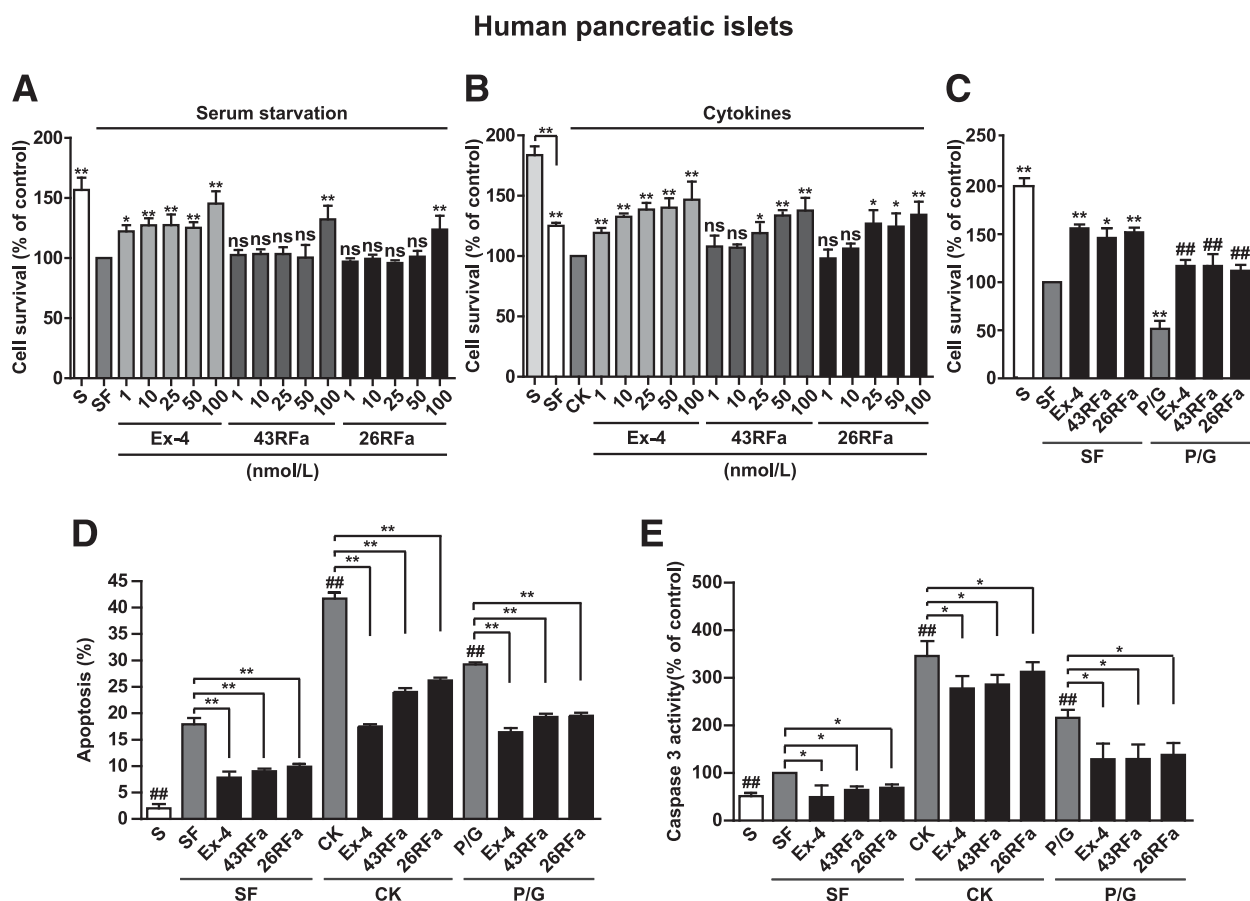 Human pancreatic islets
A
Serum starvation
Cell survival (% of control)
200
150
100
50
0
** * ** ** ** ** ns ns ns ns ** ns ns ns ns **
S SF 1 10 25 50 100 1 10 25 50 100 1 10 25 50 100
Ex-4 43RFa 26RFa
(nmol/L)
B
Cytokines
Cell survival (% of control)
200
150
100
50
0
** ** ** ** ** ** ** ns ns * ** ** ns ns * * **
S SF CK 1 10 25 50 100 1 10 25 50 100 1 10 25 50 100
Ex-4 43RFa 26RFa
(nmol/L)
C
Cell survival (% of control)
250
200
150
100
50
0
** ** * ** ** ## ## ##
S SF Ex-4 43RFa 26RFa P/G Ex-4 43RFa 26RFa
SF P/G
D
Apoptosis (%)
45
40
35
30
25
20
15
10
5
0
## ** ** ** ## ** ** ** ## ** ** **
S SF Ex-4 43RFa 26RFa CK Ex-4 43RFa 26RFa P/G Ex-4 43RFa 26RFa
SF CK P/G
E
Caspase 3 activity(% of control)
500
400
300
200
100
0
## * * * ## * * * ## * * *
S SF Ex-4 43RFa 26RFa CK Ex-4 43RFa 26RFa P/G Ex-4 43RFa 26RFa
SF CK P/G